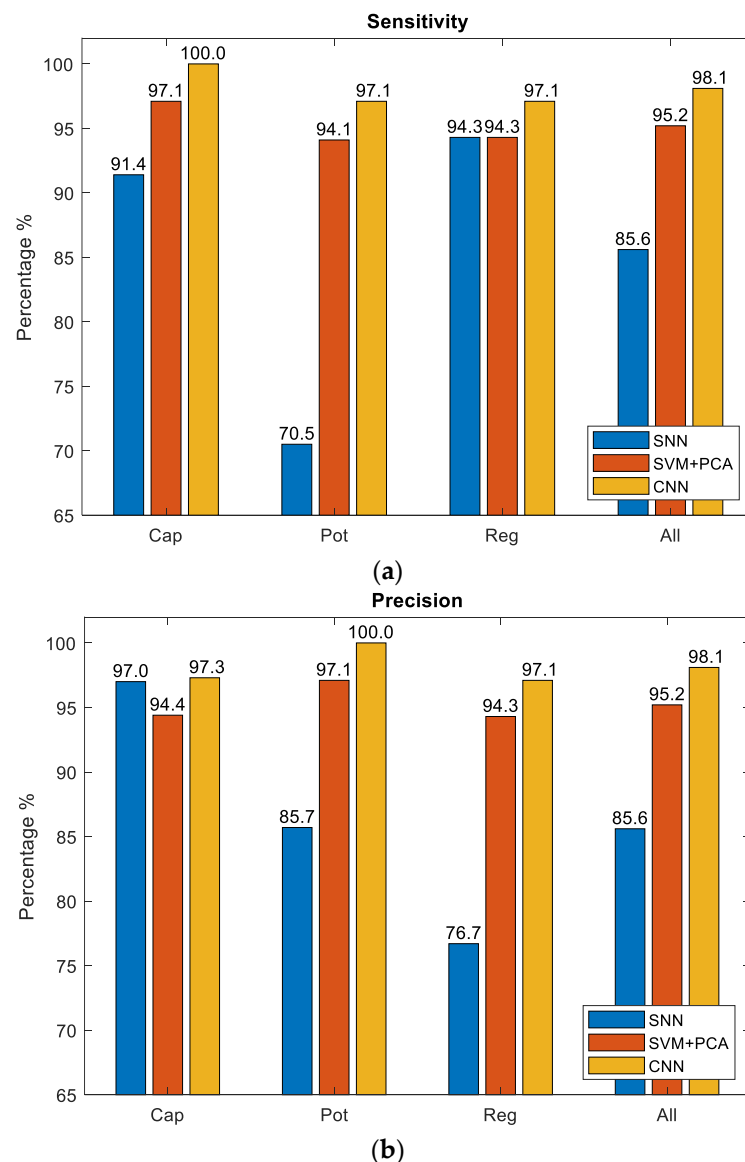 Sensitivity
100.0
100
97.1
97.1
97.1
98.1
95.2
94.1
94.3
94.3
95
91.4
90
85.6
85
80
75
70.5
70
65
Percentage %
SNN
SVM+PCA
CNN
Cap
Pot
Reg
All
(a)
Precision
100.0
100
97.0
97.3
97.1
97.1
98.1
94.4
94.3
95.2
95
90
85.7
85.6
85
80
76.7
75
70
65
Percentage %
SNN
SVM+PCA
CNN
Cap
Pot
Reg
All
(b)